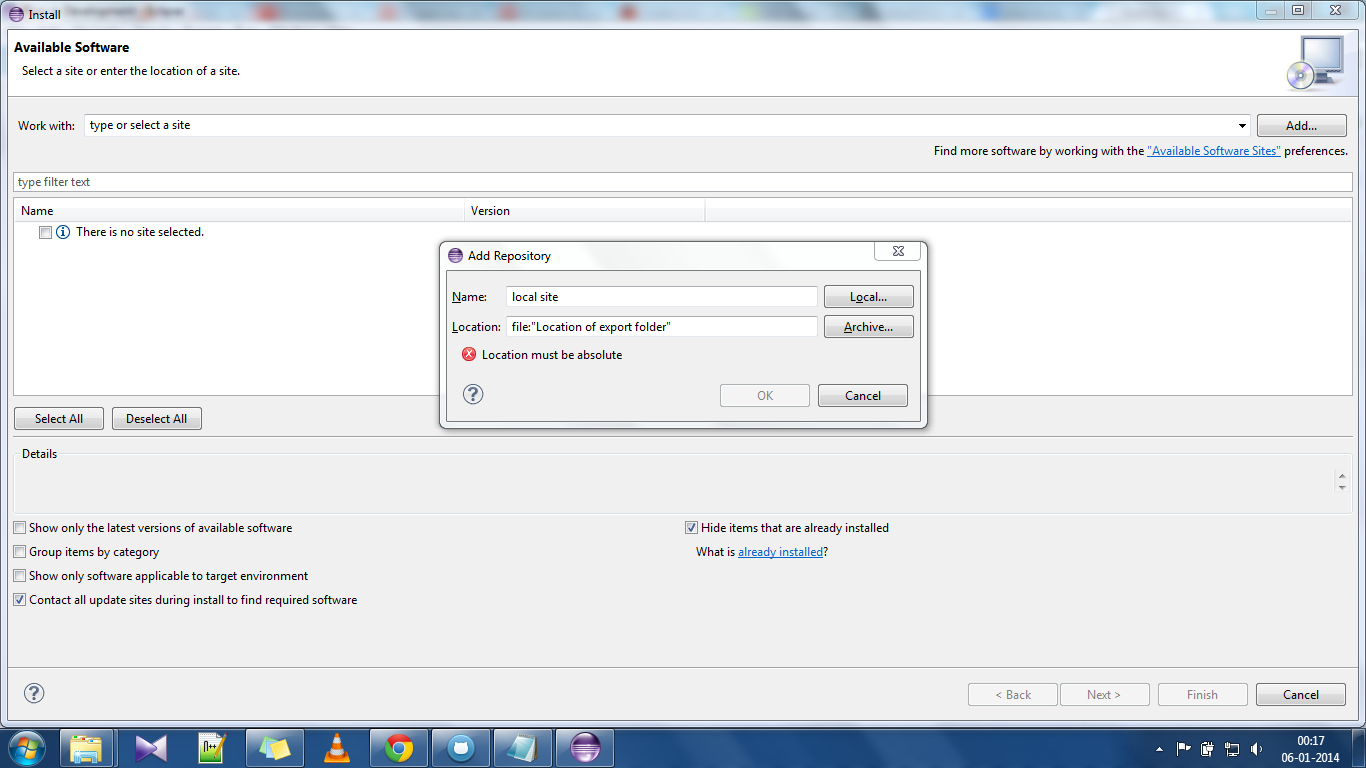 Install
Available Software
Select a site or enter the location of a site.
Work with: type or select a site Add...
Find more software by working with the "Available Software Sites" preferences.
type filter text
Name Version
There is no site selected.
Add Repository
Name: local site Local...
Location: file:"Location of export folder" Archive...
Location must be absolute
OK Cancel
Select All Deselect All
Details
Show only the latest versions of available software Hide items that are already installed
Group items by category What is already installed?
Show only software applicable to target environment
Contact all update sites during install to find required software
< Back Next > Finish Cancel
00:17
06-01-2014